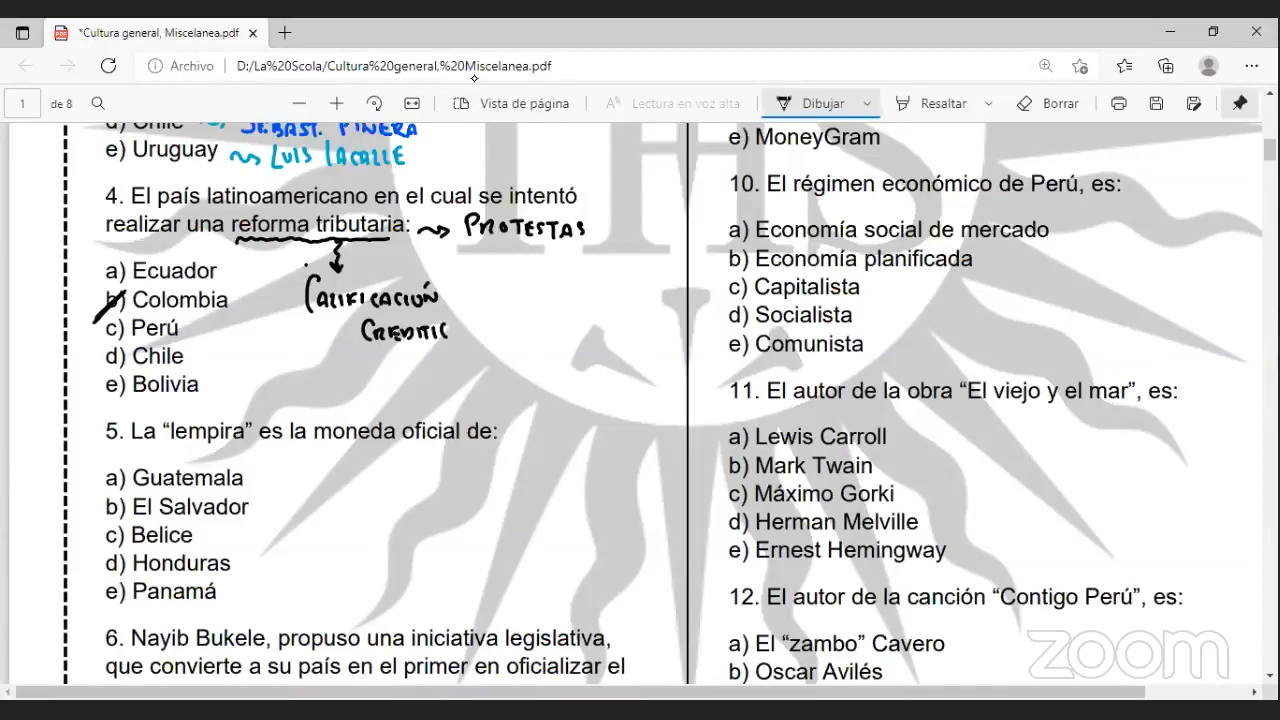 *Cultura general, Miscelanea.pdf
Archivo D:/La%20Scola/Cultura%20general,%20Miscelanea.pdf
1 de 8 Vista de página Lectura en voz alta Dibujar Resaltar Borrar
d) Chile SEBAST. PIÑERA
e) Uruguay LUIS LACALLE
4. El país latinoamericano en el cual se intentó
realizar una reforma tributaria: PROTESTAS
a) Ecuador
b) Colombia CALIFICACIÓN
c) Perú CREDITIC
d) Chile
e) Bolivia
5. La “lempira” es la moneda oficial de:
a) Guatemala
b) El Salvador
c) Belice
d) Honduras
e) Panamá
6. Nayib Bukele, propuso una iniciativa legislativa,
que convierte a su país en el primer en oficializar el
e) MoneyGram
10. El régimen económico de Perú, es:
a) Economía social de mercado
b) Economía planificada
c) Capitalista
d) Socialista
e) Comunista
11. El autor de la obra “El viejo y el mar”, es:
a) Lewis Carroll
b) Mark Twain
c) Máximo Gorki
d) Herman Melville
e) Ernest Hemingway
12. El autor de la canción “Contigo Perú”, es:
a) El “zambo” Cavero
b) Oscar Avilés
zoom
IHS